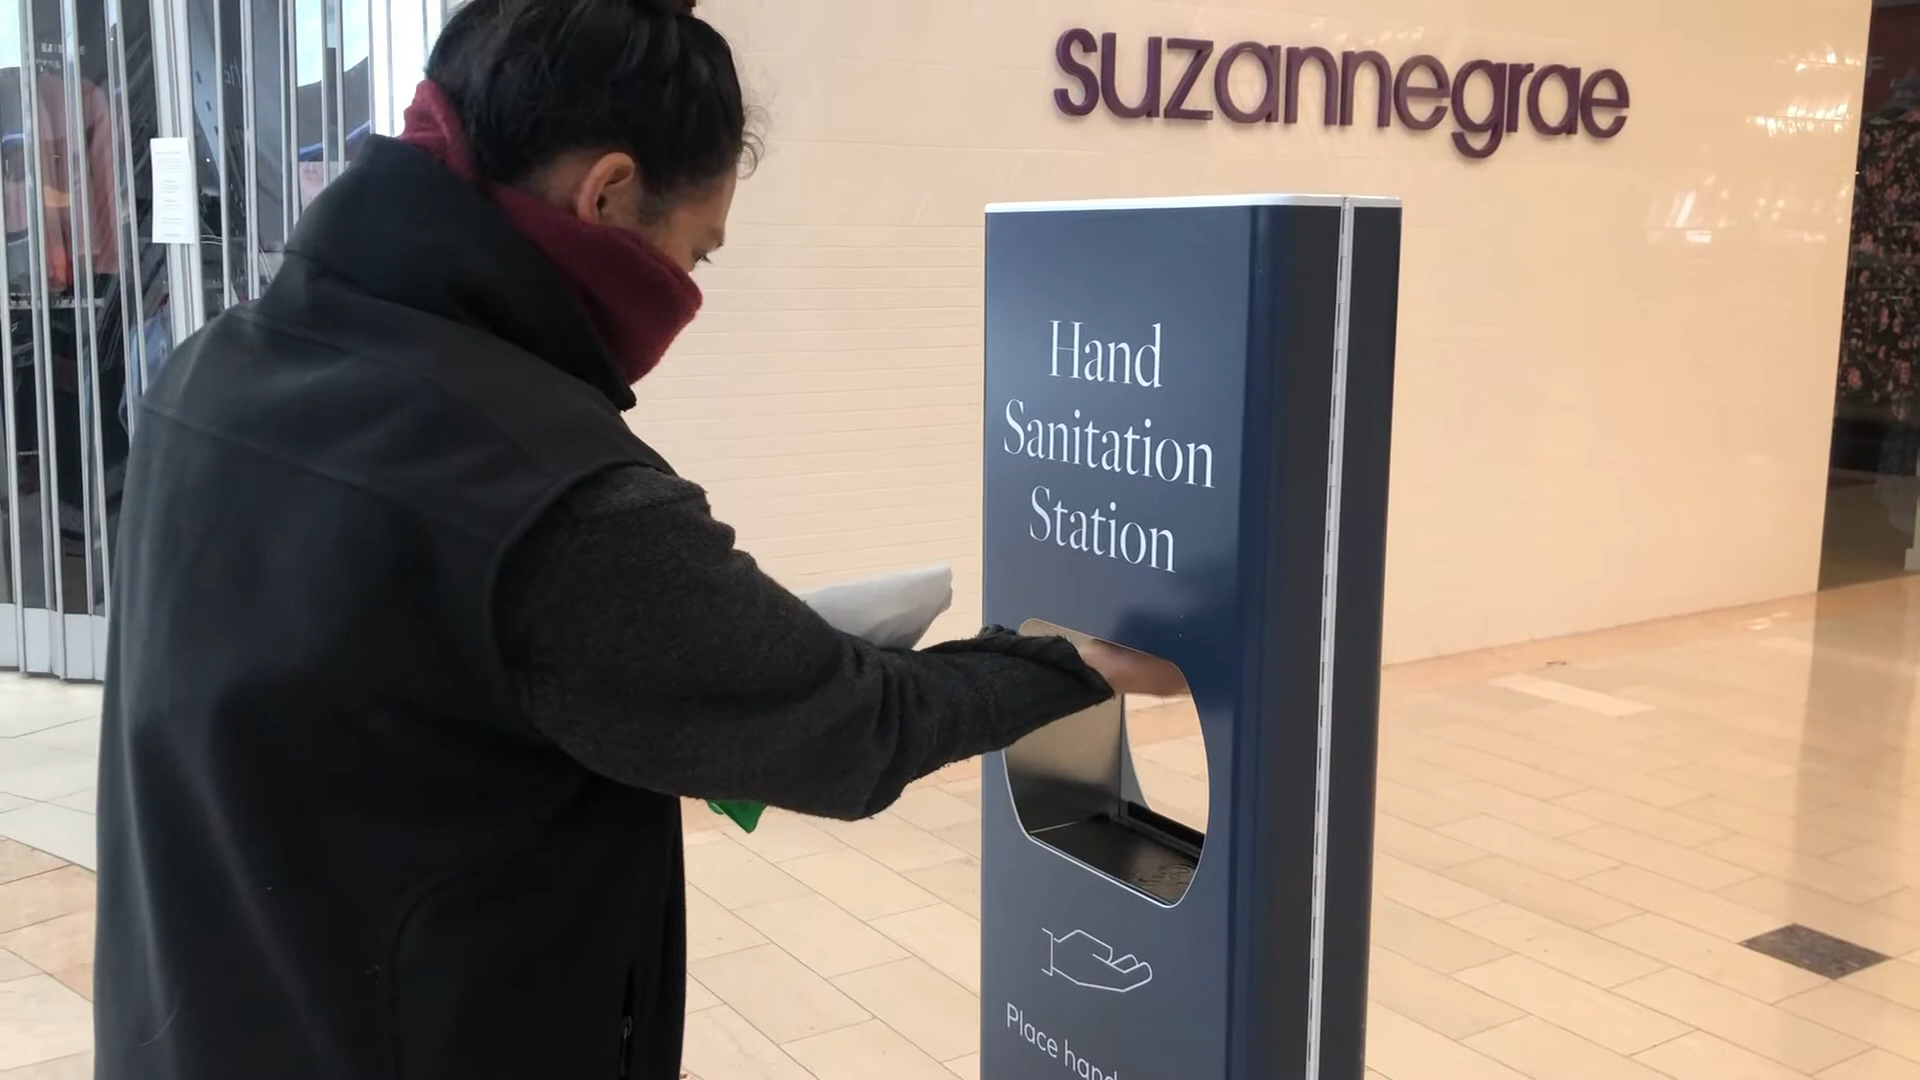 suzannegrae
Hand
Sanitation
Station
Place hand